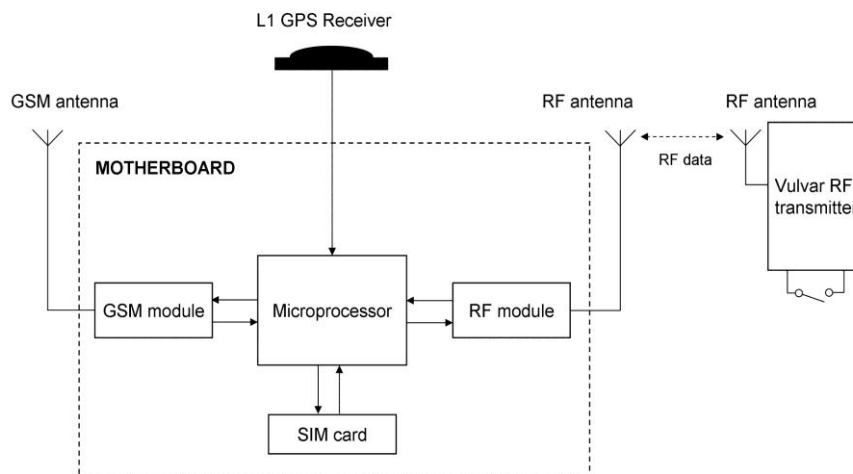 L1 GPS Receiver
GSM antenna
RF antenna
RF antenna
RF data
MOTHERBOARD
Vulvar RF
transmitter
GSM module
Microprocessor
RF module
SIM card